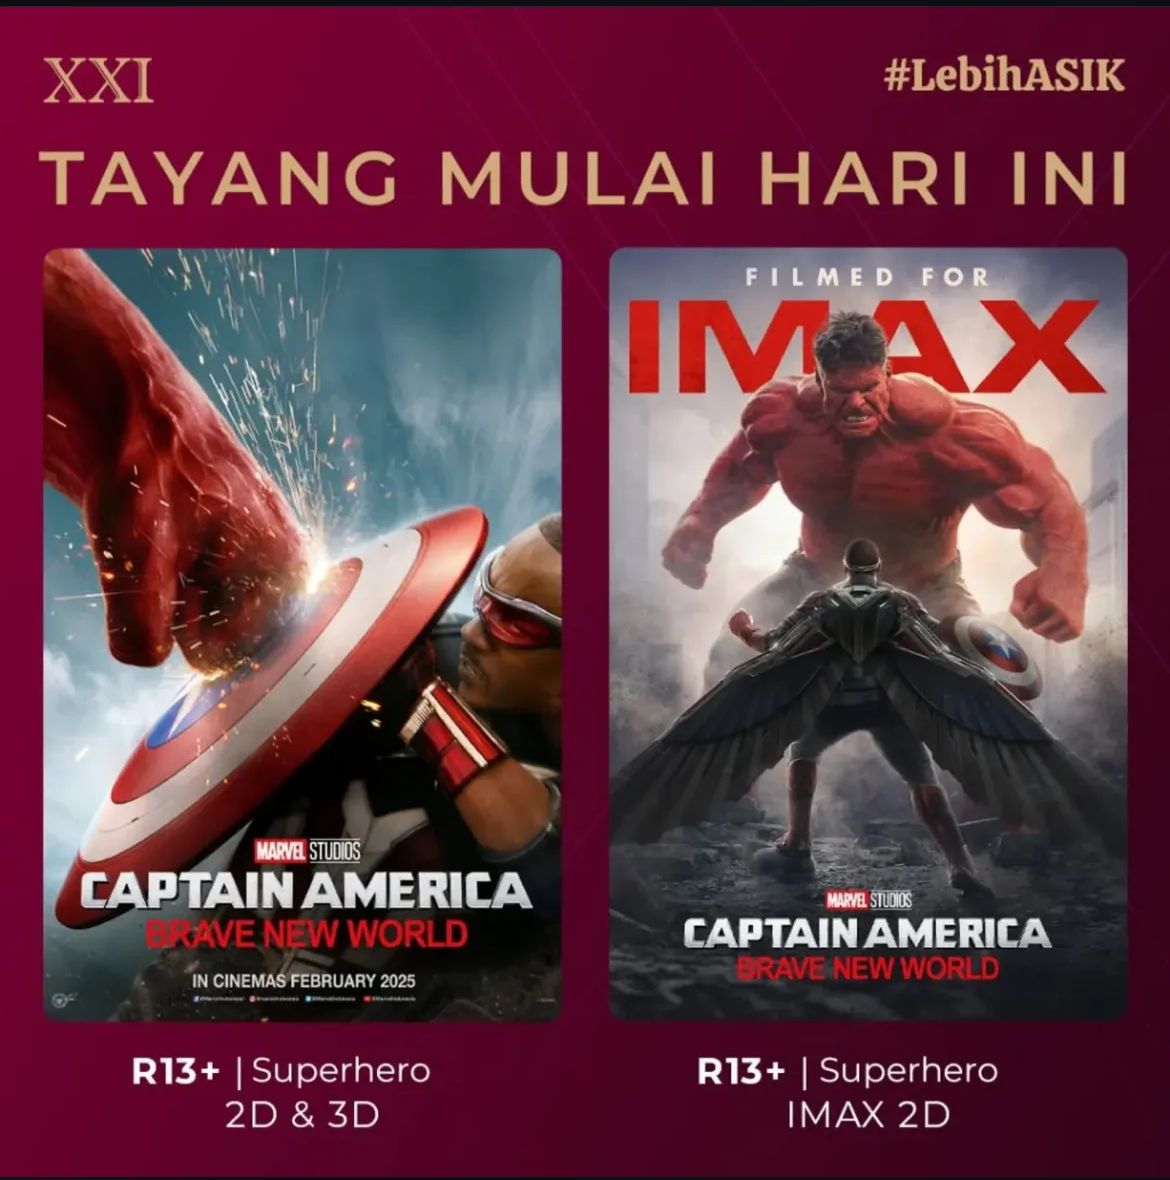 XXI
#LebihASIK
TAYANG MULAI HARI INI
MARVEL STUDIOS
CAPTAIN AMERICA
BRAVE NEW WORLD
IN CINEMAS FEBRUARY 2025
R13+ | Superhero
2D & 3D
FILMED FOR
IMAX
MARVEL STUDIOS
CAPTAIN AMERICA
BRAVE NEW WORLD
R13+ | Superhero
IMAX 2D